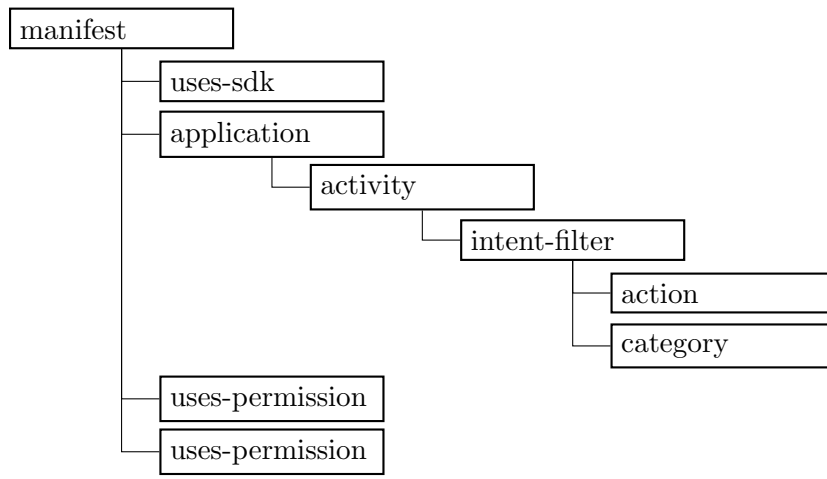 manifest
uses-sdk
application
activity
intent-filter
action
category
uses-permission
uses-permission